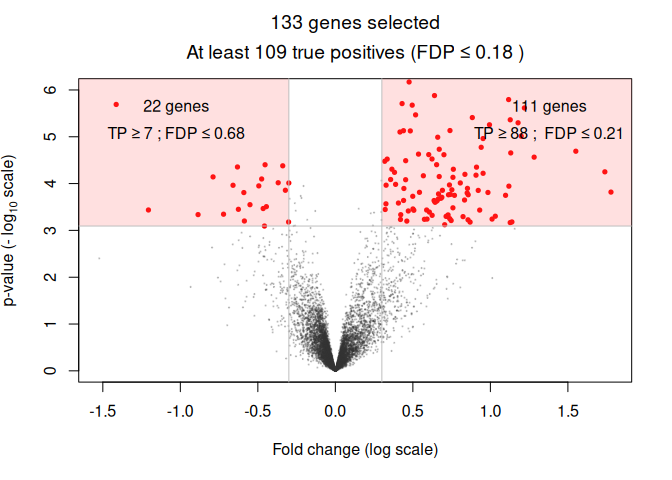 133 genes selected
At least 109 true positives (FDP ≤ 0.18 )
22 genes
TP ≥ 7 ; FDP ≤ 0.68
111 genes
TP ≥ 88 ; FDP ≤ 0.21
p-value (- log10 scale)
6
5
4
3
2
1
0
-1.5 -1.0 -0.5 0.0 0.5 1.0 1.5
Fold change (log scale)